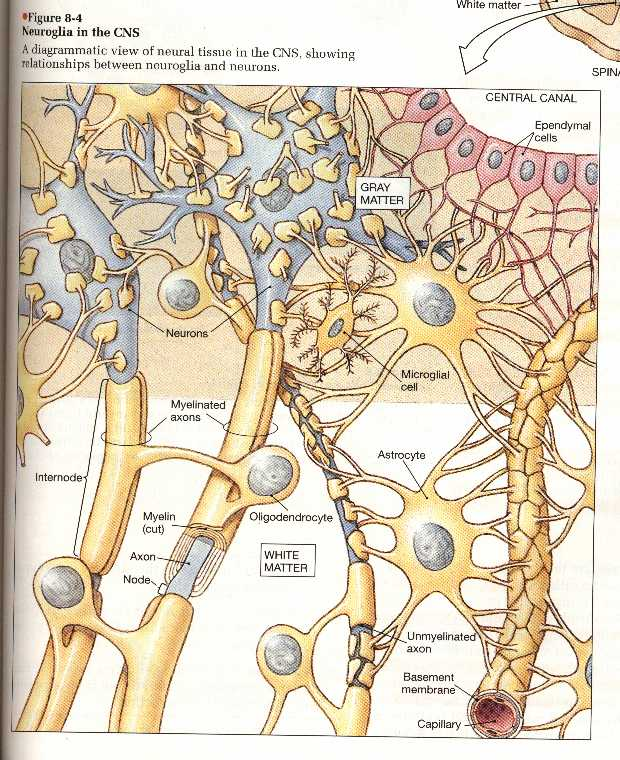 White matter
•Figure 8-4
Neuroglia in the CNS
A diagrammatic view of neural tissue in the CNS, showing
relationships between neuroglia and neurons.
SPINA
CENTRAL CANAL
Ependymal
cells
GRAY
MATTER
Neurons
Microglial
cell
Myelinated
axons
Astrocyte
Internode
Oligodendrocyte
Myelin
(cut)
Axon
WHITE
MATTER
Node
Unmyelinated
axon
Basement
membrane
Capillary